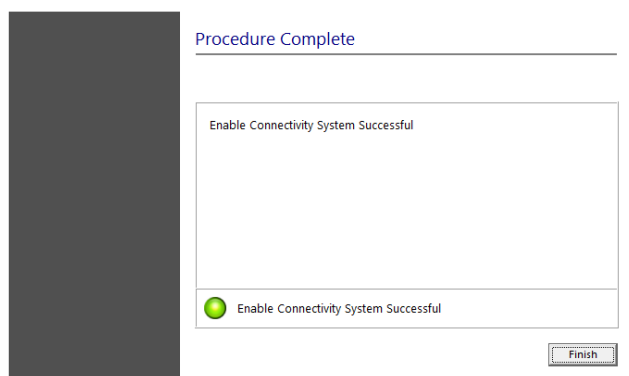 Procedure Complete
Enable Connectivity System Successful
Enable Connectivity System Successful
Finish